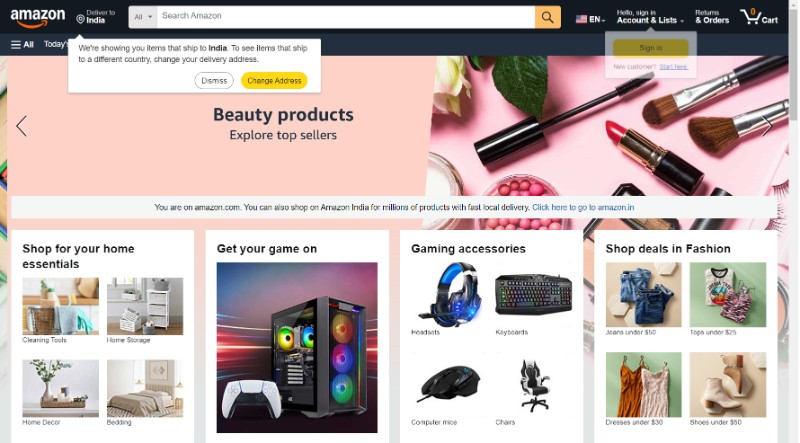 amazon
Deliver to
India
All
Search Amazon
EN
Hello, sign in
Account & Lists
Returns
& Orders
0
Cart
All
Today's
We're showing you items that ship to India. To see items that ship
to a different country, change your delivery address.
Dismiss
Change Address
Sign in
New customer? Start here.
Beauty products
Explore top sellers
You are on amazon.com. You can also shop on Amazon India for millions of products with fast local delivery. Click here to go to amazon.in
Shop for your home
essentials
Cleaning Tools
Home Storage
Home Decor
Bedding
Get your game on
Gaming accessories
Headsets
Keyboards
Computer mice
Chairs
Shop deals in Fashion
Jeans under $50
Tops under $25
Dresses under $30
Shoes under $50